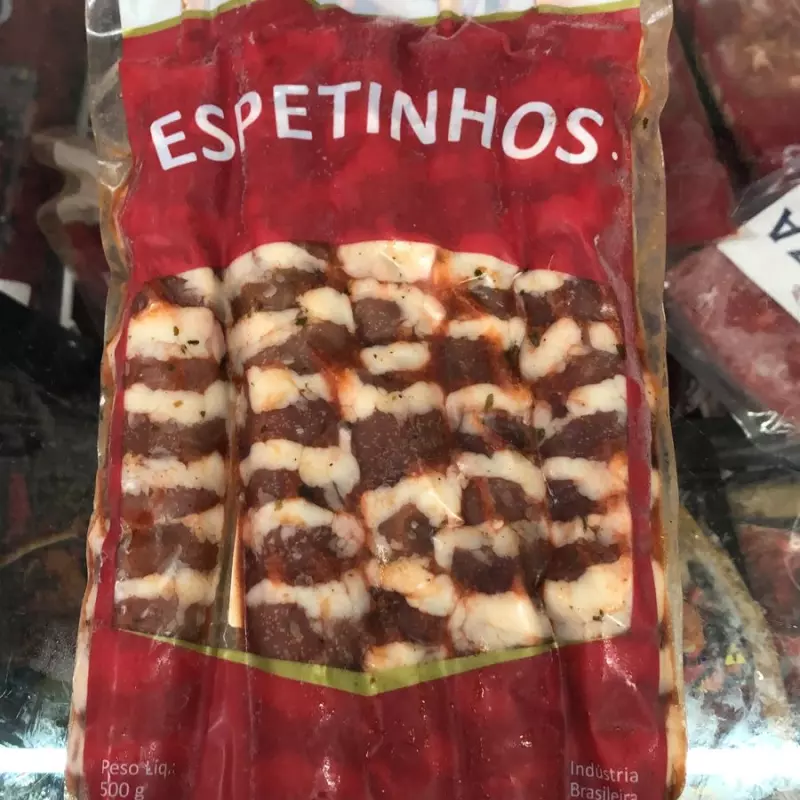 ESPETINHOS
Peso Líq.:
500 g
Indústria
Brasileira